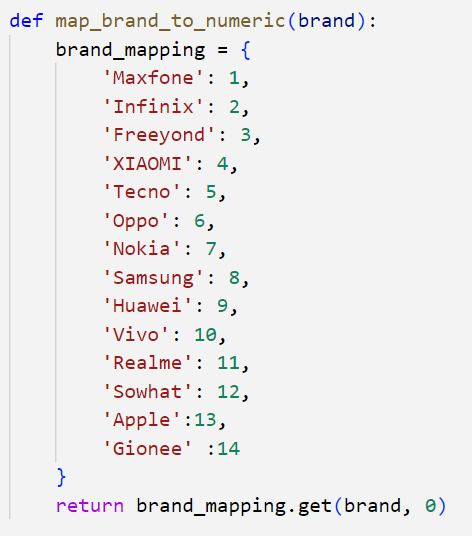 def map_brand_to_numeric(brand):
    brand_mapping = {
        'Maxfone': 1,
        'Infinix': 2,
        'Freeyond': 3,
        'XIAOMI': 4,
        'Tecno': 5,
        'Oppo': 6,
        'Nokia': 7,
        'Samsung': 8,
        'Huawei': 9,
        'Vivo': 10,
        'Realme': 11,
        'Sowhat': 12,
        'Apple':13,
        'Gionee' :14
    }
    return brand_mapping.get(brand, 0)